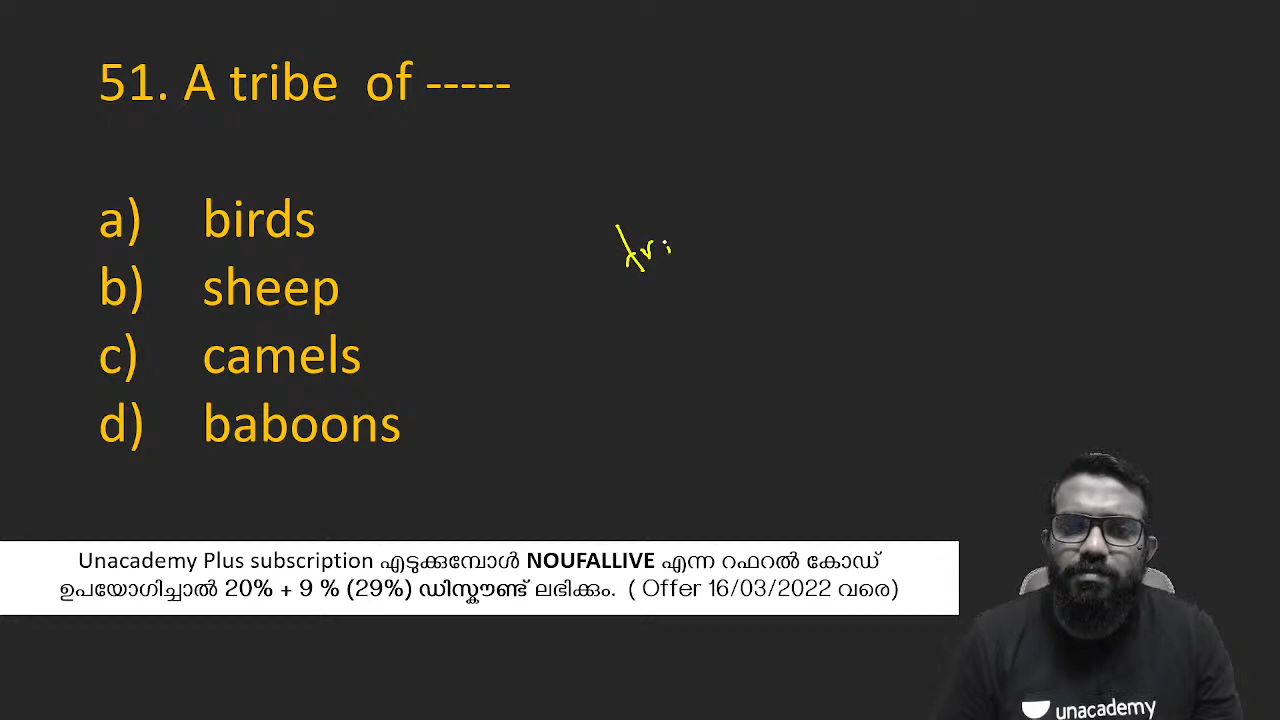 51. A tribe of -----
a) birds
b) sheep
c) camels
d) baboons
tri
Unacademy Plus subscription എടുക്കുമ്പോൾ NOUFALLIVE എന്ന റഫറൽ കോഡ്
ഉപയോഗിച്ചാൽ 20% + 9 % (29%) ഡിസ്കൗണ്ട് ലഭിക്കും. ( Offer 16/03/2022 വരെ)
unacademy